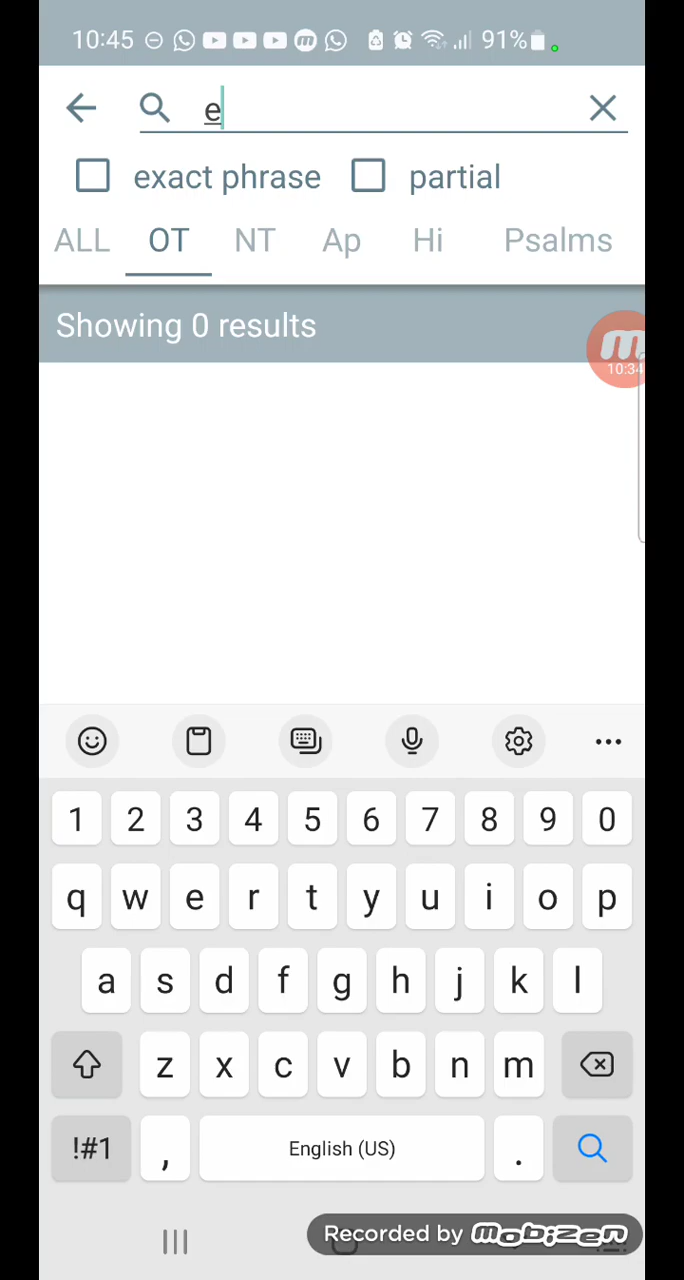 10:45 91%
e
exact phrase partial
ALL OT NT Ap Hi Psalms
Showing 0 results
10:34
1 2 3 4 5 6 7 8 9 0
q w e r t y u i o p
a s d f g h j k l
z x c v b n m
!#1 , English (US) .
Recorded by mobizen